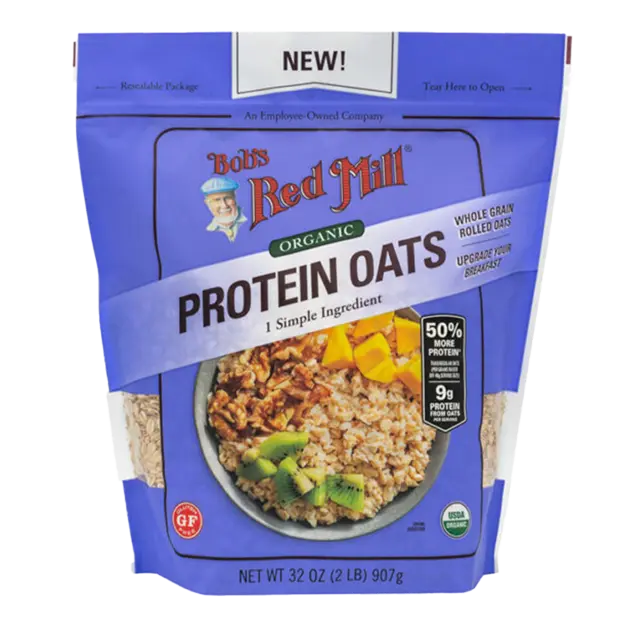 NEW!
Resealable Package
Tear Here to Open
An Employee-Owned Company
Bob's
Red Mill®
ORGANIC
PROTEIN OATS
1 Simple Ingredient
WHOLE GRAIN
ROLLED OATS
UPGRADE YOUR
BREAKFAST
50%
MORE
PROTEIN*
9g
PROTEIN
FROM OATS
PER SERVING
GF
USDA
ORGANIC
NET WT 32 OZ (2 LB) 907g